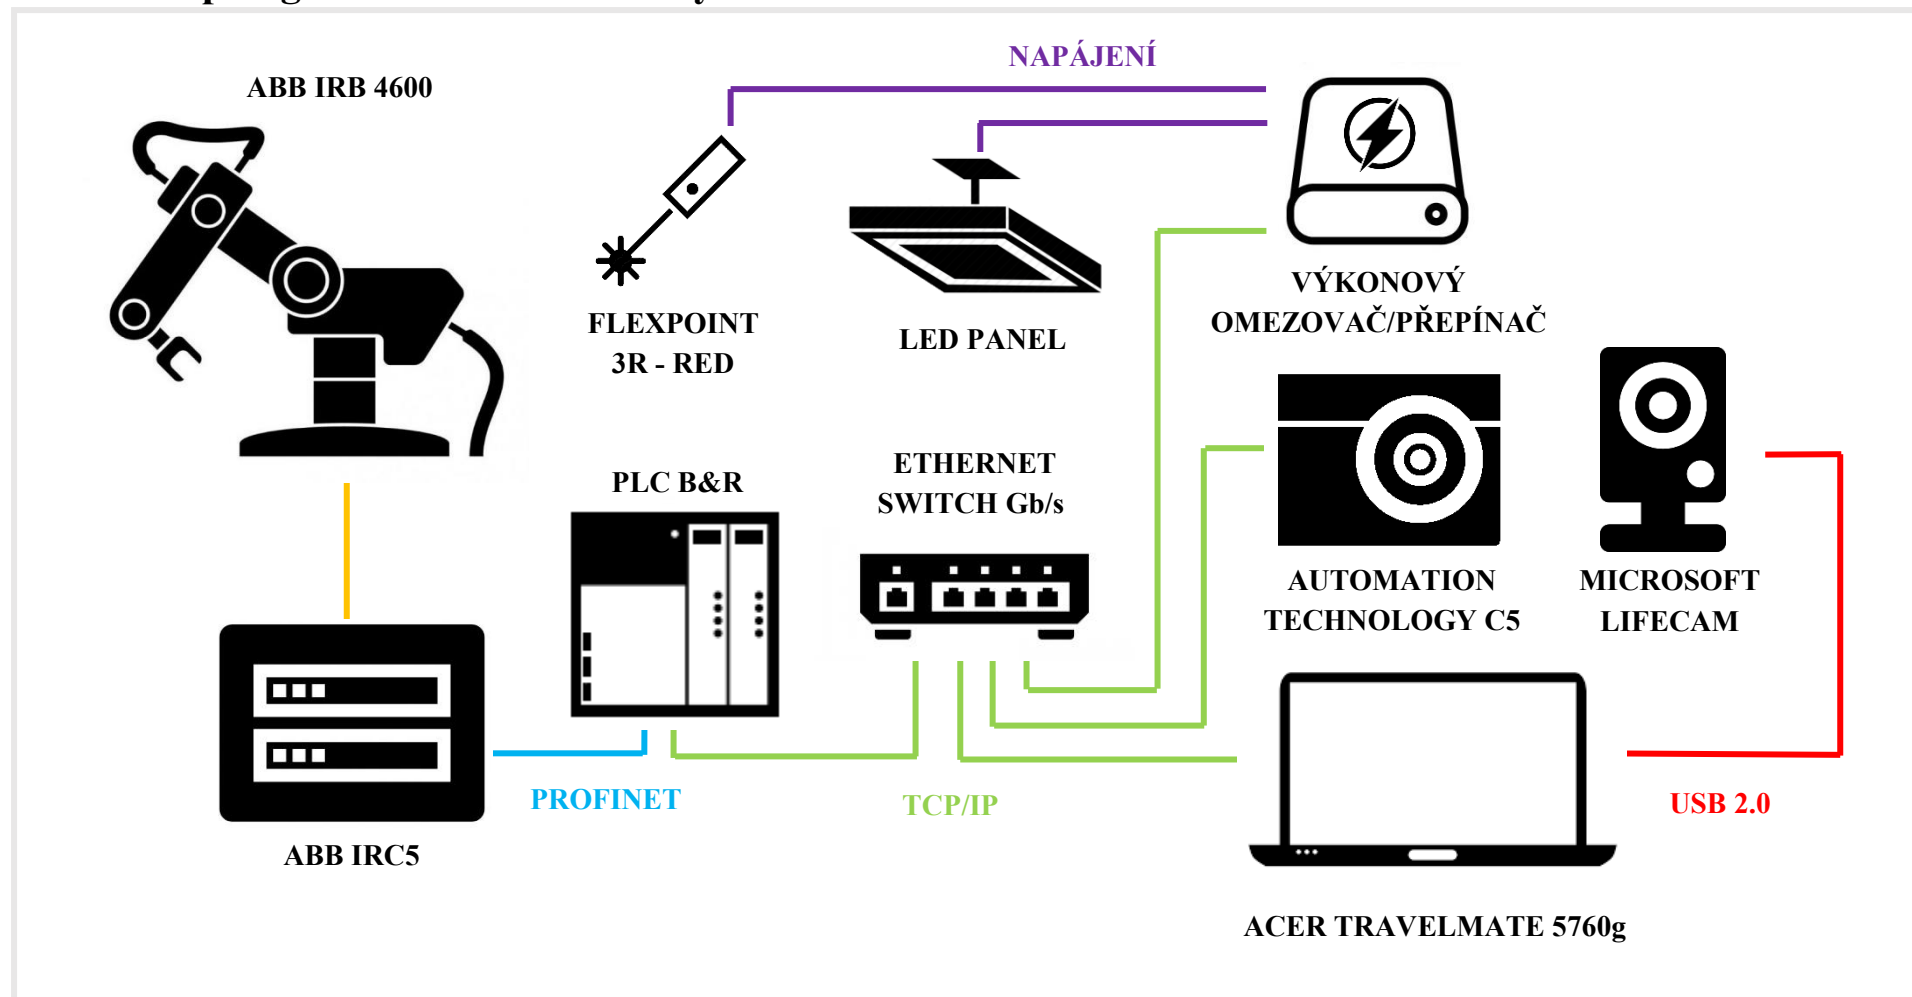 NAPÁJENÍ
ABB IRB 4600
FLEXPOINT
3R - RED
LED PANEL
VÝKONOVÝ
OMEZOVAČ/PŘEPÍNAČ
PLC B&R
ETHERNET
SWITCH Gb/s
AUTOMATION
TECHNOLOGY C5
MICROSOFT
LIFECAM
PROFINET
TCP/IP
USB 2.0
ABB IRC5
ACER TRAVELMATE 5760g